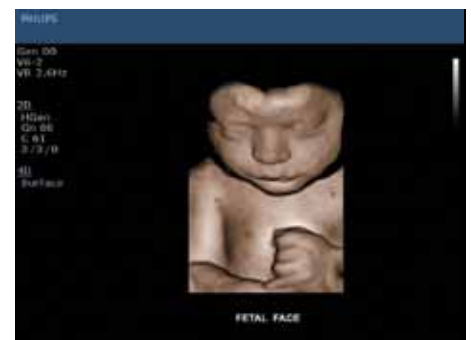 PHILIPS
Gen 00
V6-2
VR 2.6Hz
2D
HGen
Gn 66
C 61
3/3/0
4D
Surface
FETAL FACE